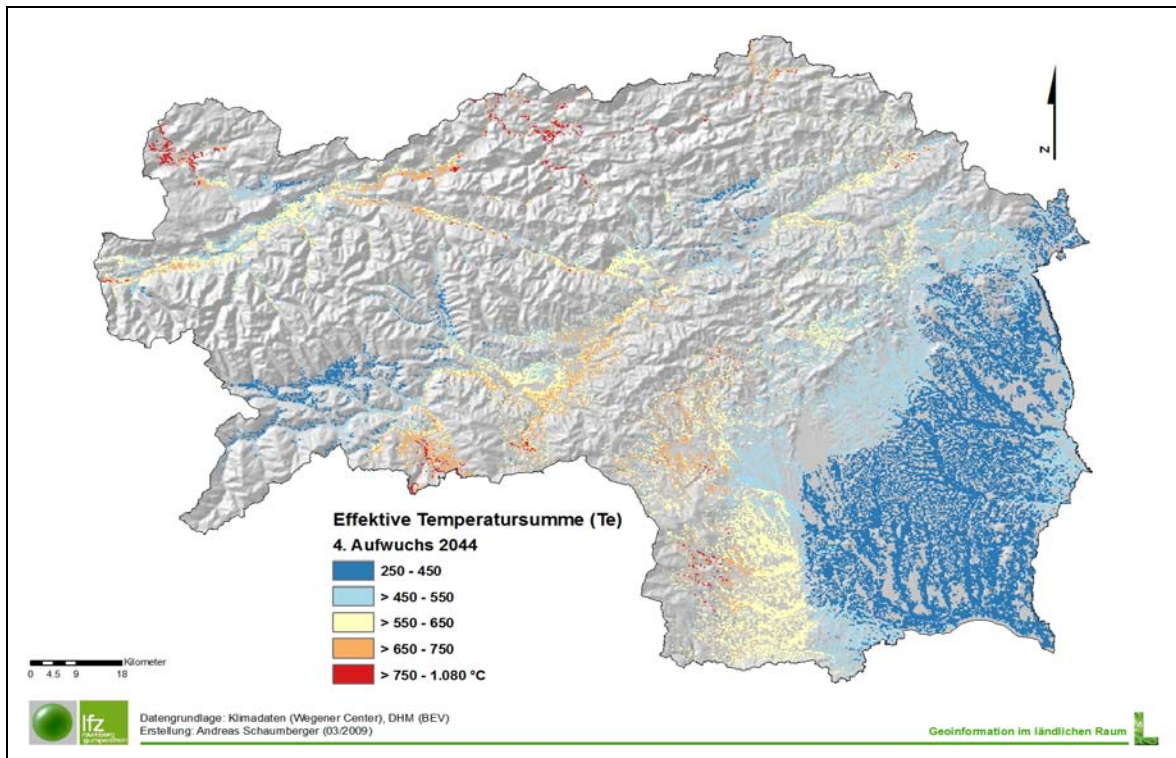 Z
Effektive Temperatursumme (Te)
4. Aufwuchs 2044
250 - 450
> 450 - 550
> 550 - 650
> 650 - 750
> 750 - 1.080 °C
Kilometer
0 4.5 9 18
lfz
raumberg
gumpenstein
Datengrundlage: Klimadaten (Wegener Center), DHM (BEV)
Erstellung: Andreas Schaumberger (03/2009)
Geoinformation im ländlichen Raum
L